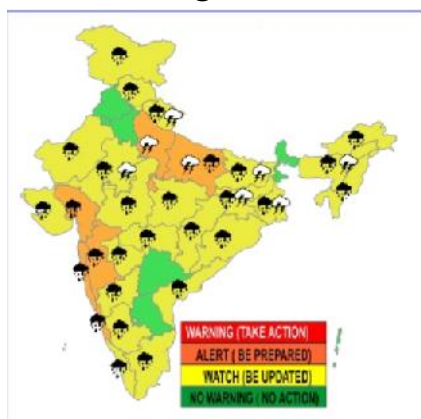 WARNING (TAKE ACTION)
ALERT ( BE PREPARED)
WATCH (BE UPDATED)
NO WARNING ( NO ACTION)